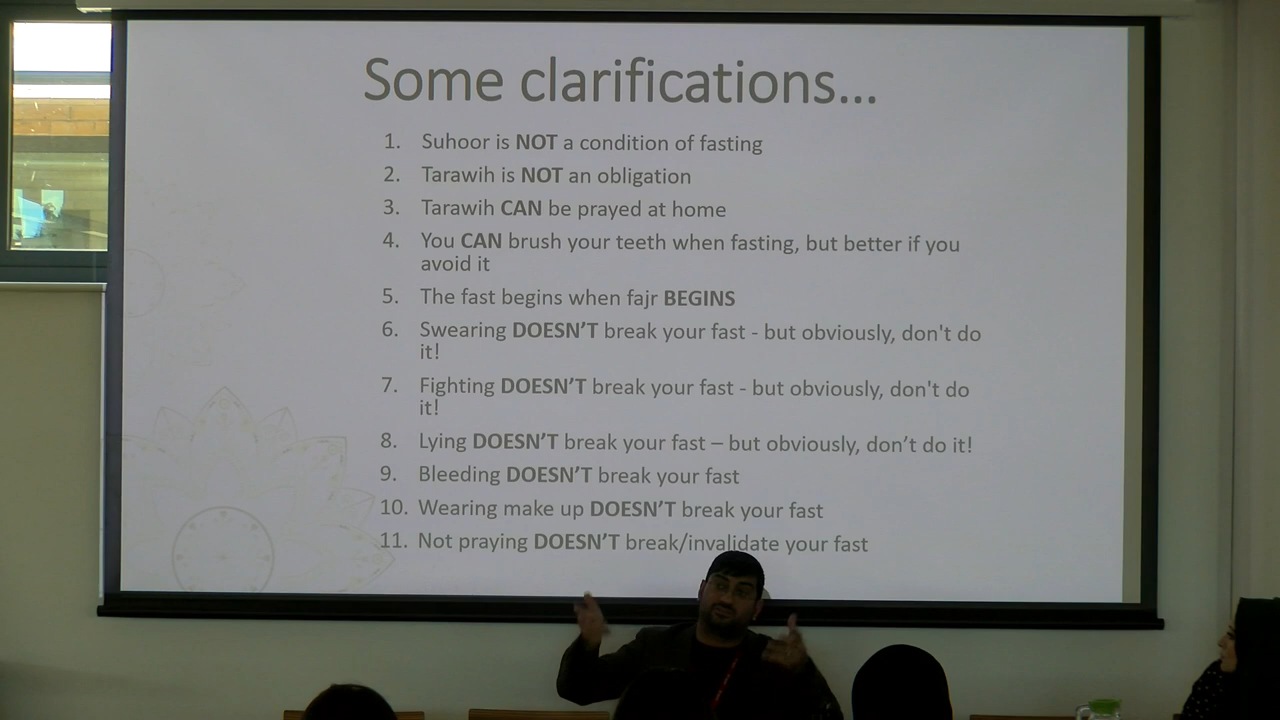 Some clarifications...
1. Suhoor is NOT a condition of fasting
2. Tarawih is NOT an obligation
3. Tarawih CAN be prayed at home
4. You CAN brush your teeth when fasting, but better if you
avoid it
5. The fast begins when fajr BEGINS
6. Swearing DOESN’T break your fast - but obviously, don't do
it!
7. Fighting DOESN’T break your fast - but obviously, don't do
it!
8. Lying DOESN’T break your fast – but obviously, don’t do it!
9. Bleeding DOESN’T break your fast
10. Wearing make up DOESN’T break your fast
11. Not praying DOESN’T break/invalidate your fast